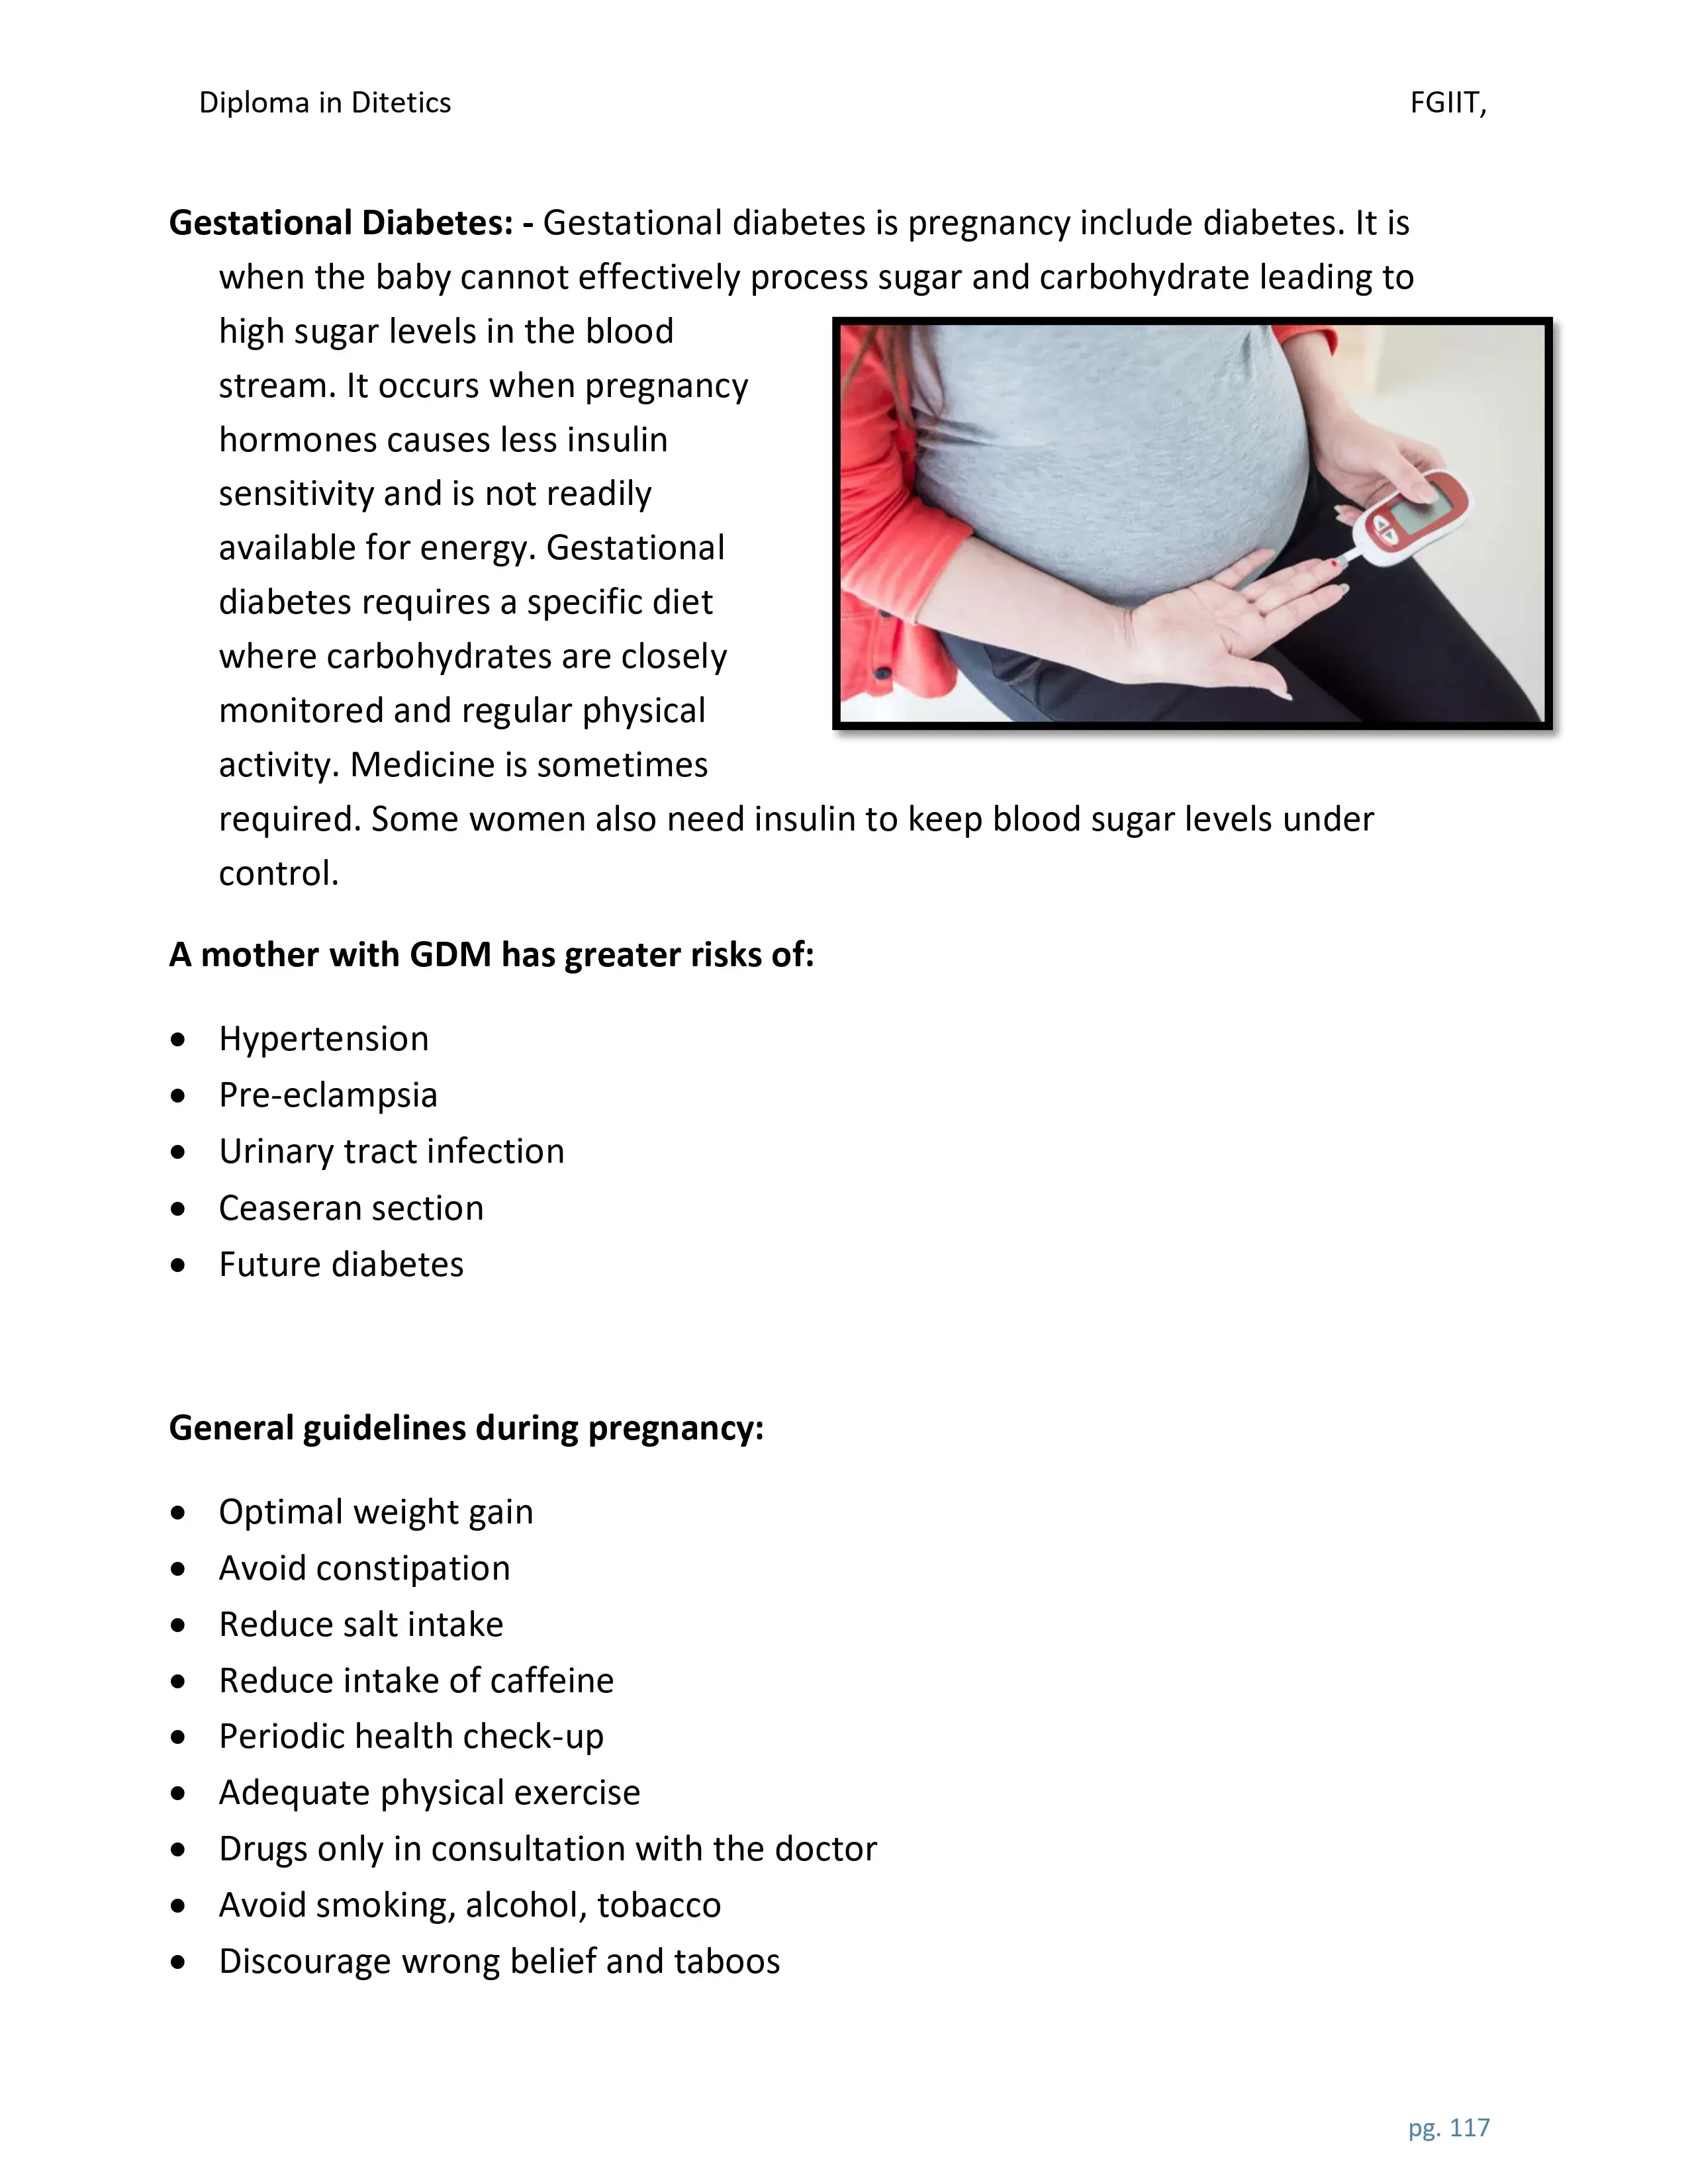 Diploma in Ditetics FGIIT,
Gestational Diabetes: - Gestational diabetes is pregnancy include diabetes. It is
when the baby cannot effectively process sugar and carbohydrate leading to
high sugar levels in the blood
stream. It occurs when pregnancy
hormones causes less insulin
sensitivity and is not readily
available for energy. Gestational
diabetes requires a specific diet
where carbohydrates are closely
monitored and regular physical
activity. Medicine is sometimes
required. Some women also need insulin to keep blood sugar levels under
control.
A mother with GDM has greater risks of:
• Hypertension
• Pre-eclampsia
• Urinary tract infection
• Ceaseran section
• Future diabetes
General guidelines during pregnancy:
• Optimal weight gain
• Avoid constipation
• Reduce salt intake
• Reduce intake of caffeine
• Periodic health check-up
• Adequate physical exercise
• Drugs only in consultation with the doctor
• Avoid smoking, alcohol, tobacco
• Discourage wrong belief and taboos
pg. 117